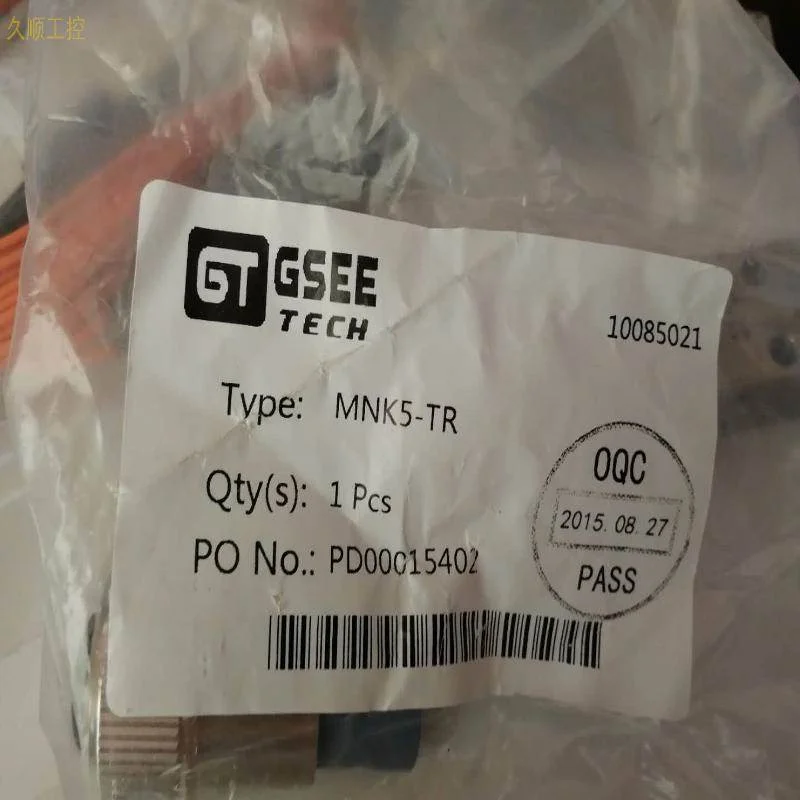 久顺工控
GT GSEE
TECH
10085021
Type: MNK5-TR
Qty(s): 1 Pcs
PO No.: PD00015402
OQC
2015.08.27
PASS